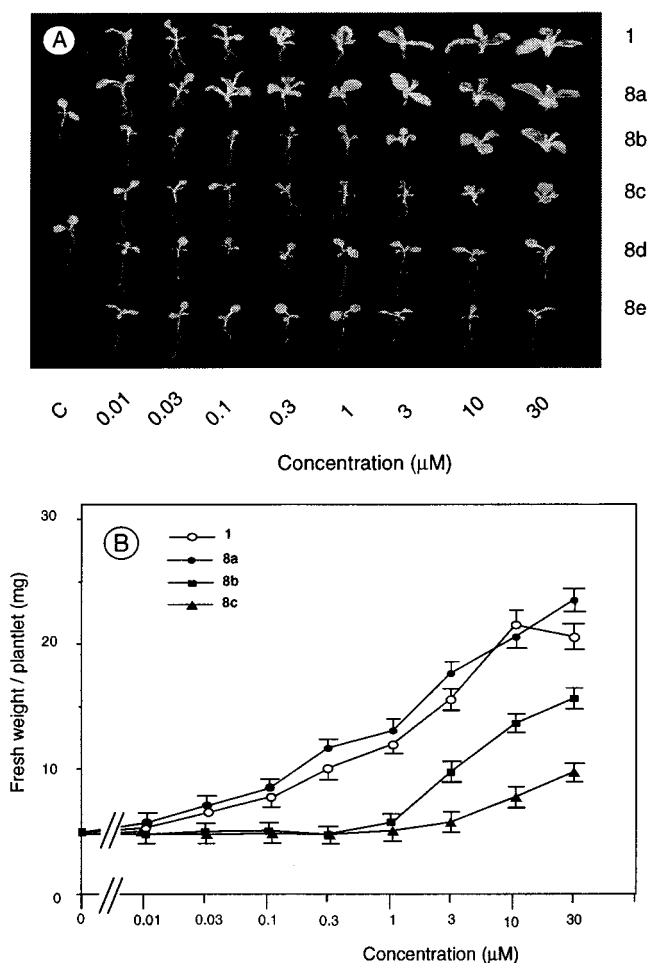 A
1
8a
8b
8c
8d
8e
C 0.01 0.03 0.1 0.3 1 3 10 30
Concentration (μM)
B
1
8a
8b
8c
Fresh weight / plantlet (mg)
30
20
10
0
0 0.01 0.03 0.1 0.3 1 3 10 30
Concentration (μM)